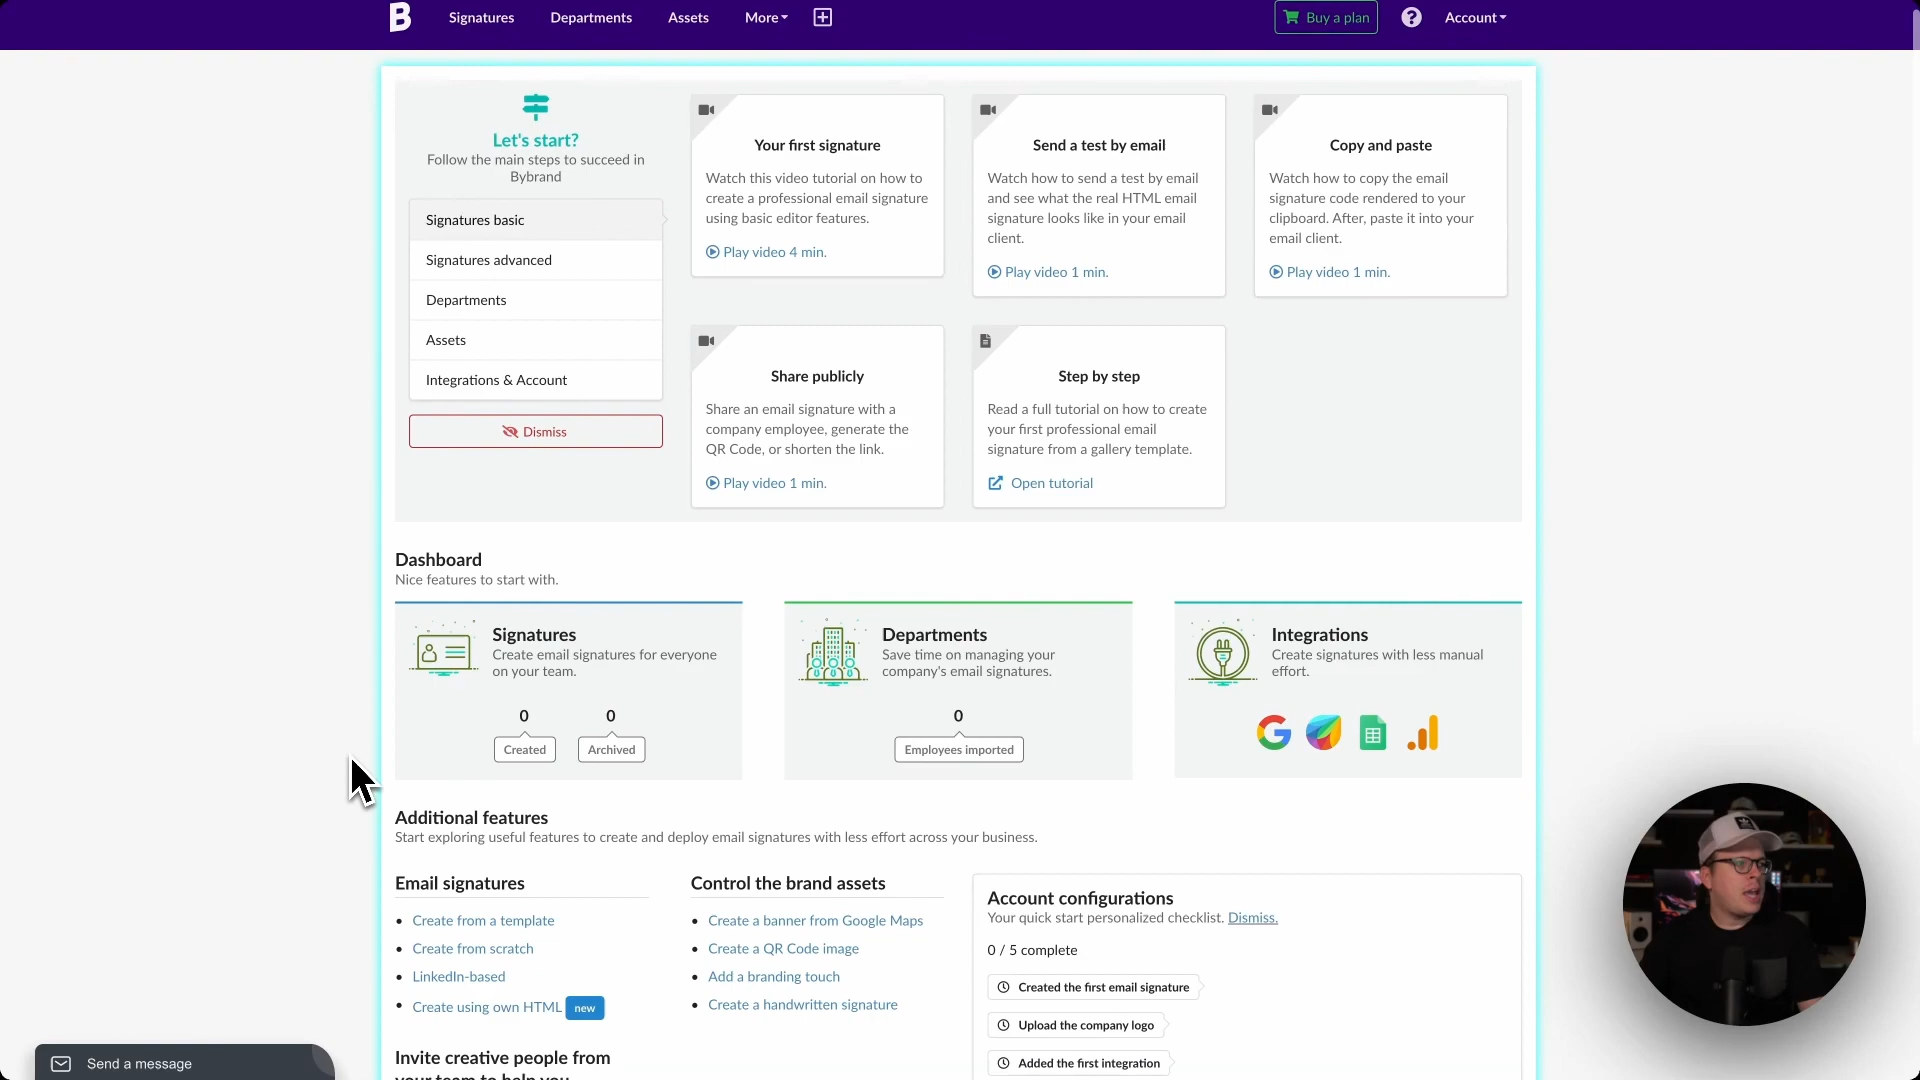 B
Signatures
Departments
Assets
More
Buy a plan
Account
Let's start?
Follow the main steps to succeed in
Bybrand
Signatures basic
Signatures advanced
Departments
Assets
Integrations & Account
Dismiss
Your first signature
Watch this video tutorial on how to
create a professional email signature
using basic editor features.
Play video 4 min.
Send a test by email
Watch how to send a test by email
and see what the real HTML email
signature looks like in your email
client.
Play video 1 min.
Copy and paste
Watch how to copy the email
signature code rendered to your
clipboard. After, paste it into your
email client.
Play video 1 min.
Share publicly
Share an email signature with a
company employee, generate the
QR Code, or shorten the link.
Play video 1 min.
Step by step
Read a full tutorial on how to create
your first professional email
signature from a gallery template.
Open tutorial
Dashboard
Nice features to start with.
Signatures
Create email signatures for everyone
on your team.
0
Created
0
Archived
Departments
Save time on managing your
company's email signatures.
0
Employees imported
Integrations
Create signatures with less manual
effort.
Additional features
Start exploring useful features to create and deploy email signatures with less effort across your business.
Email signatures
Create from a template
Create from scratch
LinkedIn-based
Create using own HTML new
Invite creative people from
your team to help you
Control the brand assets
Create a banner from Google Maps
Create a QR Code image
Add a branding touch
Create a handwritten signature
Account configurations
Your quick start personalized checklist. Dismiss.
0 / 5 complete
Created the first email signature
Upload the company logo
Added the first integration
Send a message